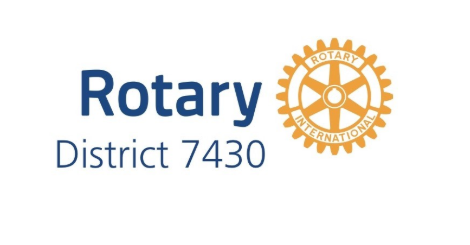 Rotary
District 7430
ROTARY
INTERNATIONAL